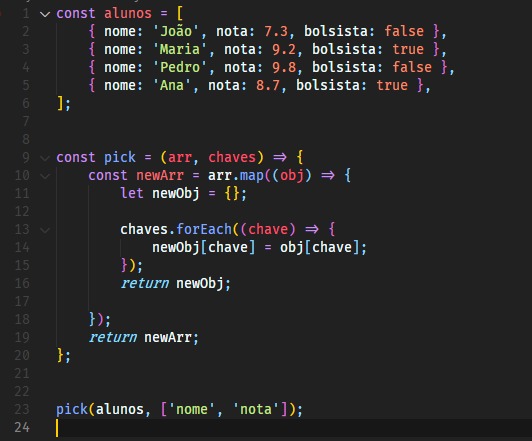 1 const alunos = [
2 { nome: 'João', nota: 7.3, bolsista: false },
3 { nome: 'Maria', nota: 9.2, bolsista: true },
4 { nome: 'Pedro', nota: 9.8, bolsista: false },
5 { nome: 'Ana', nota: 8.7, bolsista: true },
6 ];
7
8
9 const pick = (arr, chaves) => {
10 const newArr = arr.map((obj) => {
11 let newObj = {};
12
13 chaves.forEach((chave) => {
14 newObj[chave] = obj[chave];
15 });
16 return newObj;
17
18 });
19 return newArr;
20 };
21
22
23 pick(alunos, ['nome', 'nota']);
24